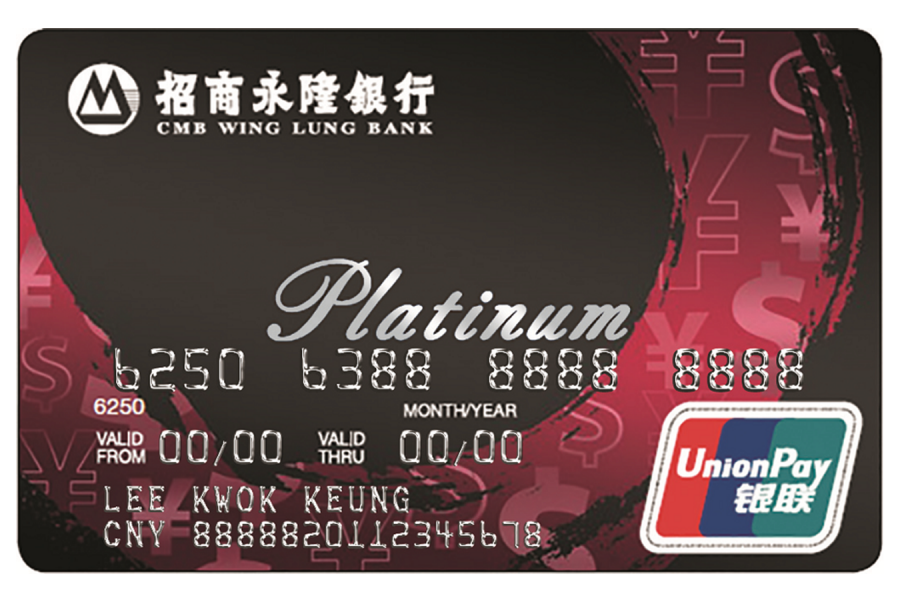 招商永隆銀行
CMB WING LUNG BANK
Platinum
6250 6388 8888 8888
6250
MONTH/YEAR
VALID FROM 00/00 VALID THRU 00/00
LEE KWOK KEUNG
CNY 88888820112345678
UnionPay
银联